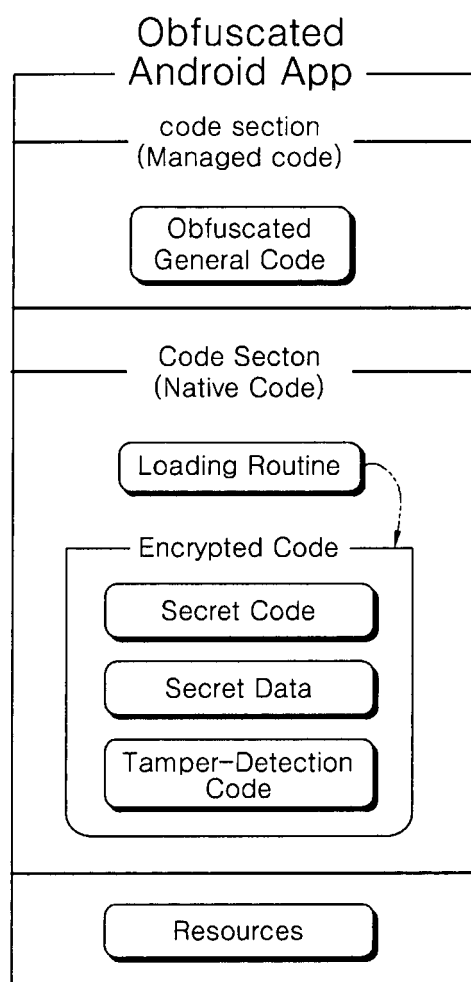 Obfuscated
Android App
code section
(Managed code)
Obfuscated
General Code
Code Secton
(Native Code)
Loading Routine
Encrypted Code
Secret Code
Secret Data
Tamper-Detection
Code
Resources